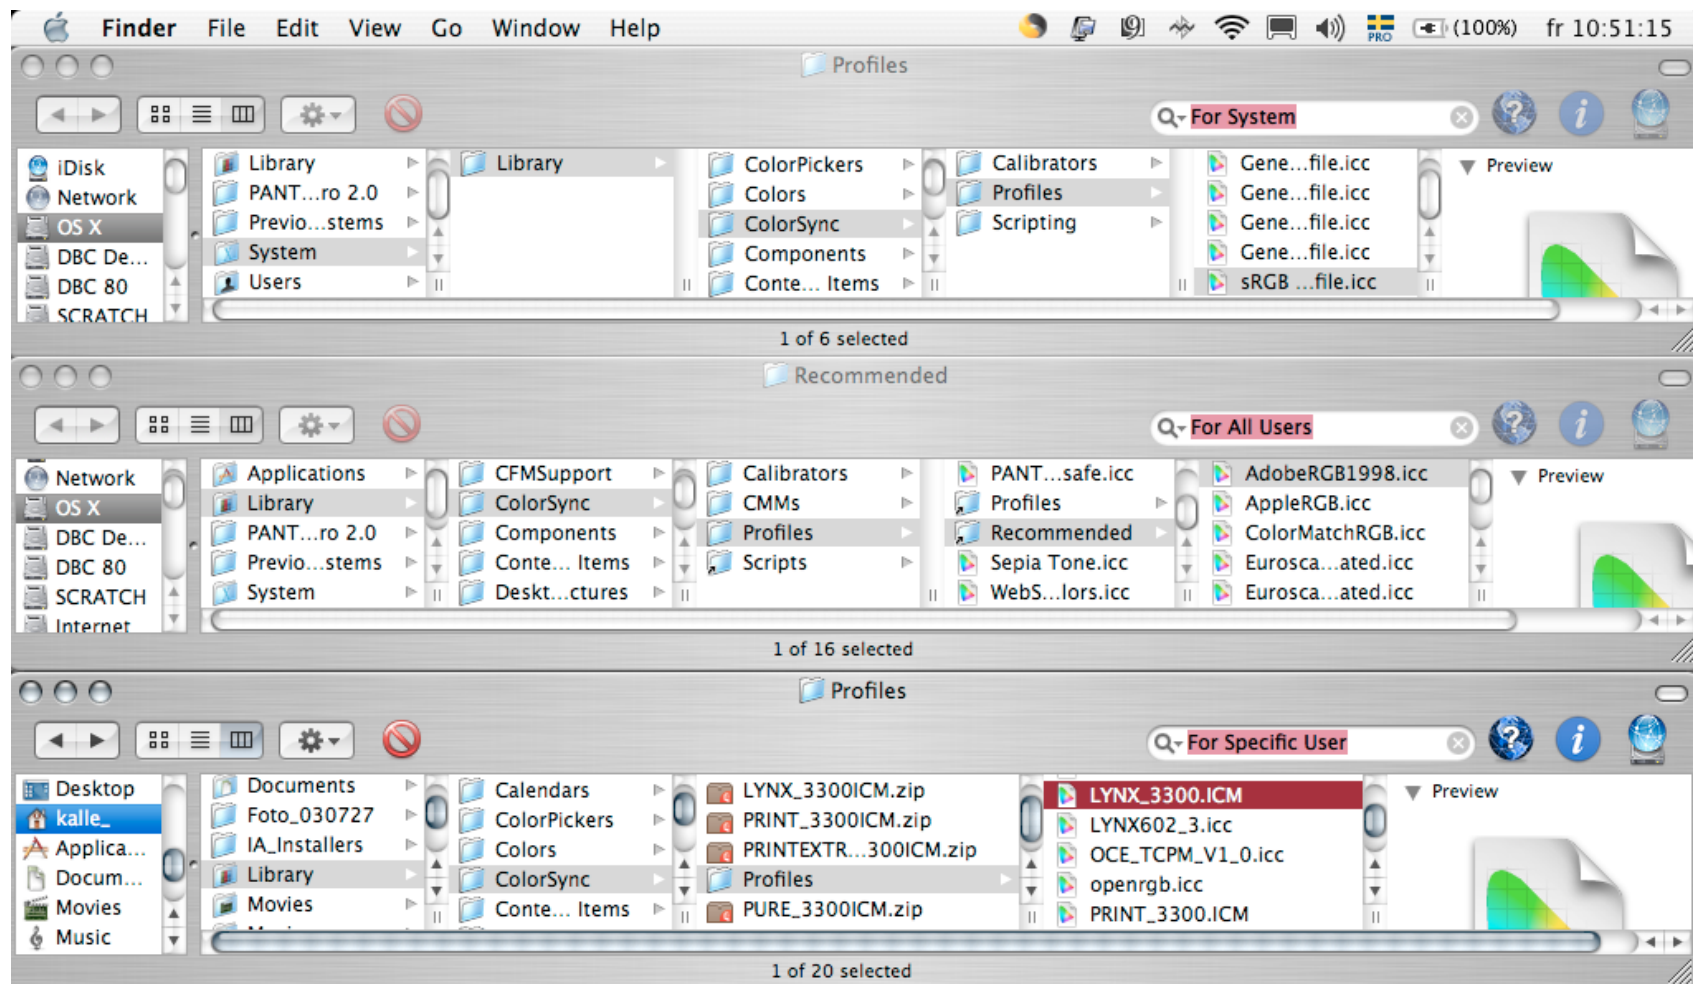 Finder File Edit View Go Window Help (100%) fr 10:51:15
PRO
Profiles
For System
iDisk
Network
OS X
DBC De...
DBC 80
SCRATCH
Library
PANT...ro 2.0
Previo...stems
System
Users
Library
ColorPickers
Colors
ColorSync
Components
Conte... Items
Calibrators
Profiles
Scripting
Gene...file.icc
Gene...file.icc
Gene...file.icc
Gene...file.icc
sRGB ...file.icc
Preview
1 of 6 selected
Recommended
For All Users
Network
OS X
DBC De...
DBC 80
SCRATCH
Internet
Applications
Library
PANT...ro 2.0
Previo...stems
System
CFMSupport
ColorSync
Components
Conte... Items
Deskt...ctures
Calibrators
CMMs
Profiles
Scripts
PANT...safe.icc
Profiles
Recommended
Sepia Tone.icc
WebS...lors.icc
AdobeRGB1998.icc
AppleRGB.icc
ColorMatchRGB.icc
Eurosca...ated.icc
Eurosca...ated.icc
Preview
1 of 16 selected
Profiles
For Specific User
Desktop
kalle_
Applica...
Docum...
Movies
Music
Documents
Foto_030727
IA_Installers
Library
Movies
Calendars
ColorPickers
Colors
ColorSync
Conte... Items
LYNX_3300ICM.zip
PRINT_3300ICM.zip
PRINTEXTR...300ICM.zip
Profiles
PURE_3300ICM.zip
LYNX_3300.ICM
LYNX602_3.icc
OCE_TCPM_V1_0.icc
openrgb.icc
PRINT_3300.ICM
Preview
1 of 20 selected